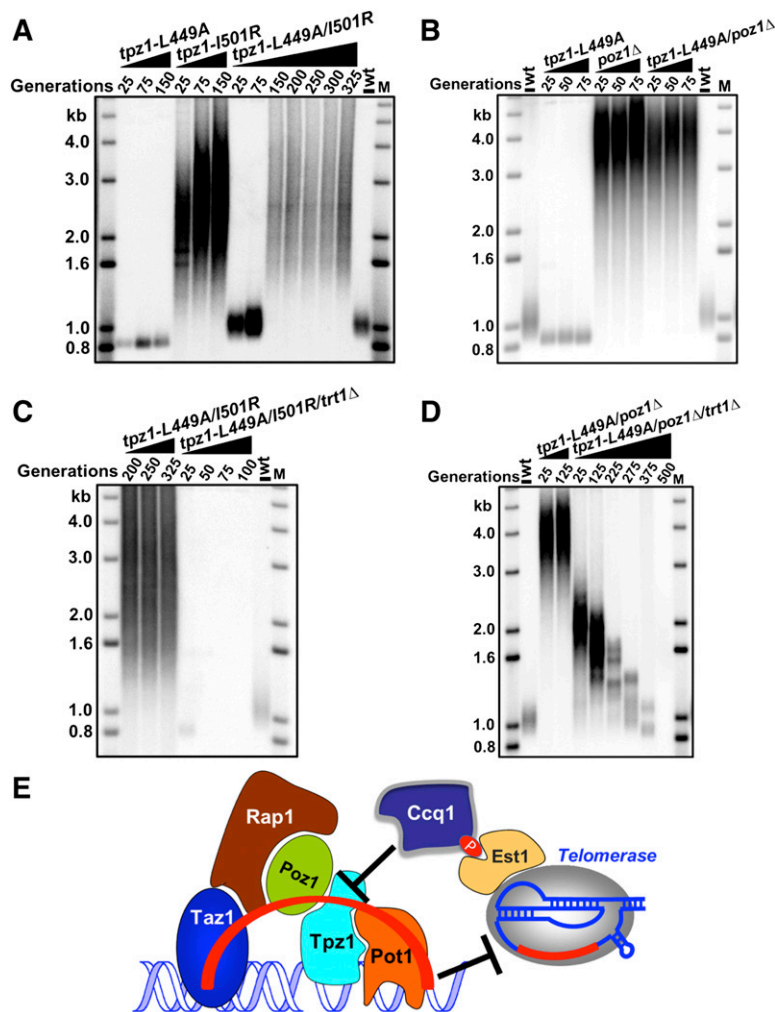 A
tpz1-L449A
tpz1-I501R
tpz1-L449A/I501R
Generations 25 75 150 25 75 150 25 75 150 200 250 300 325 wt M
kb
4.0
3.0
2.0
1.6
1.0
0.8
B
tpz1-L449A
poz1Δ
tpz1-L449A/poz1Δ
Generations wt 25 50 75 25 50 75 25 50 75 wt M
kb
4.0
3.0
2.0
1.6
1.0
0.8
C
tpz1-L449A/I501R
tpz1-L449A/I501R/trt1Δ
Generations 200 250 325 25 50 75 100 wt M
kb
4.0
3.0
2.0
1.6
1.0
0.8
D
tpz1-L449A/poz1Δ
tpz1-L449A/poz1Δ/trt1Δ
Generations wt 25 125 25 125 225 275 375 500 M
kb
4.0
3.0
2.0
1.6
1.0
0.8
E
Rap1
Ccq1
Poz1
P
Est1
Telomerase
Taz1
Tpz1
Pot1